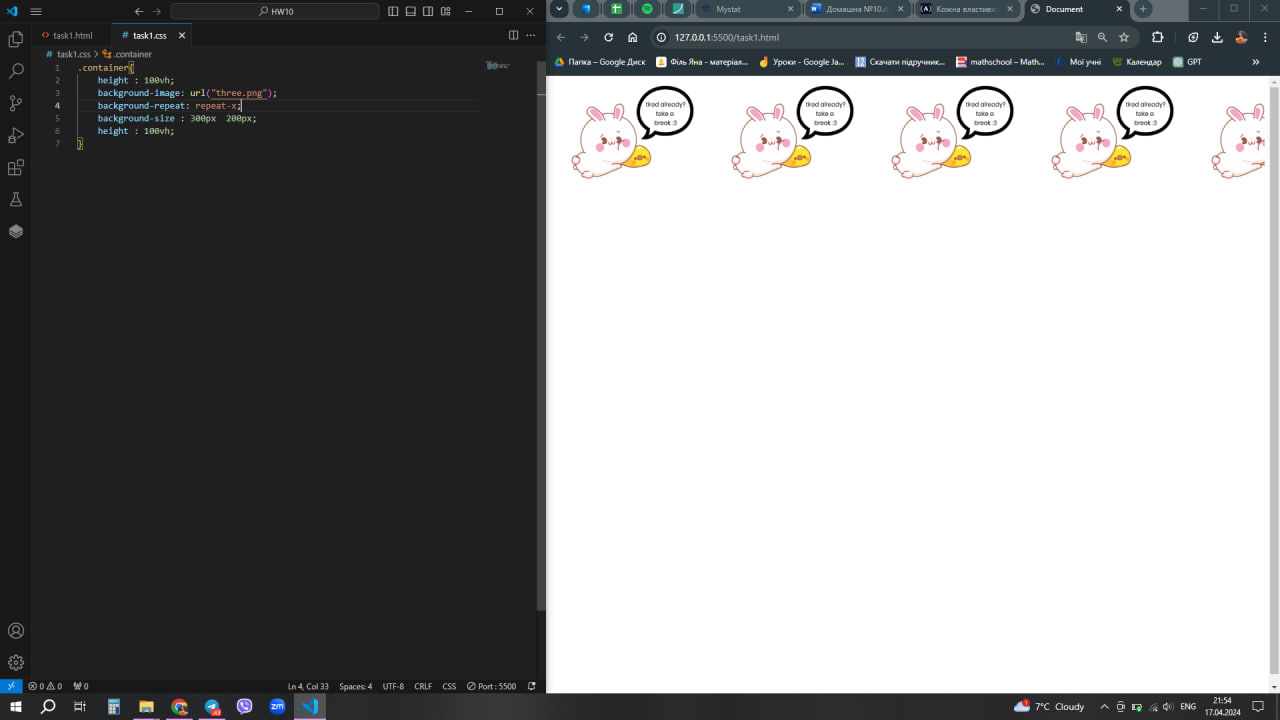 HW10
task1.html
task1.css
task1.css > .container
1 .container{
2 height : 100vh;
3 background-image: url("three.png");
4 background-repeat: repeat-x;
5 background-size : 300px 200px;
6 height : 100vh;
7 }
0 0 0
Ln 4, Col 33
Spaces: 4
UTF-8
CRLF
CSS
Port : 5500
Mystat
Домашня №10.d
Кожна властивіс
Document
127.0.0.1:5500/task1.html
Папка – Google Диск
Філь Яна - матеріал...
Уроки – Google Ja...
Скачати підручник...
mathschool – Math...
Мої учні
Календар
GPT
tired already?
take a
break :3
tired already?
take a
break :3
tired already?
take a
break :3
tired already?
take a
break :3
7°C Cloudy
ENG
21:54
17.04.2024